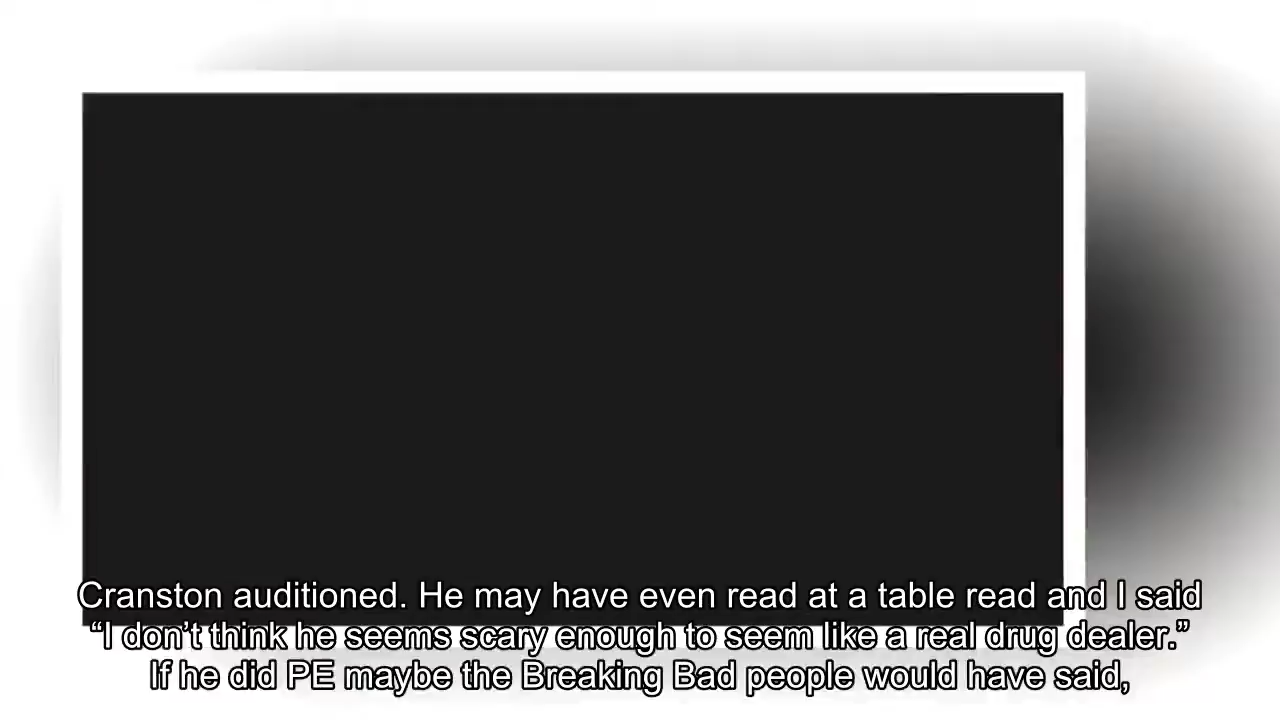 Cranston auditioned. He may have even read at a table read and I said
“I don’t think he seems scary enough to seem like a real drug dealer.”
If he did PE maybe the Breaking Bad people would have said,